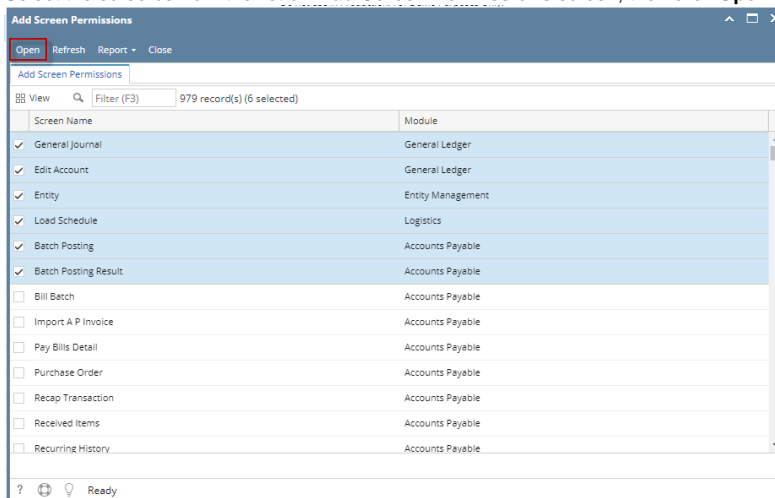 Add Screen Permissions
Open Refresh Report Close
Add Screen Permissions
View Filter (F3) 979 record(s) (6 selected)
Screen Name Module
General Journal General Ledger
Edit Account General Ledger
Entity Entity Management
Load Schedule Logistics
Batch Posting Accounts Payable
Batch Posting Result Accounts Payable
Bill Batch Accounts Payable
Import A P Invoice Accounts Payable
Pay Bills Detail Accounts Payable
Purchase Order Accounts Payable
Recap Transaction Accounts Payable
Received Items Accounts Payable
Recurring History Accounts Payable
? Ready